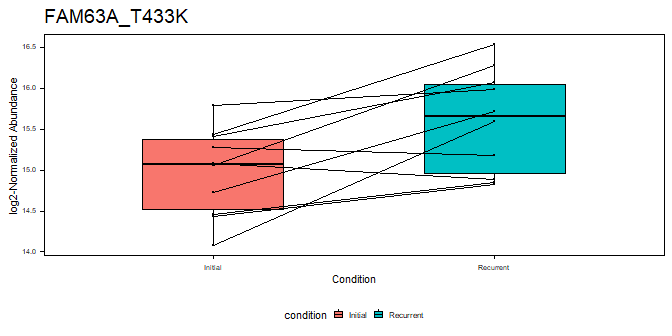 FAM63A_T433K
16.5
16.0
15.5
15.0
14.5
14.0
log2-Normalized Abundance
Initial
Recurrent
Condition
condition Initial Recurrent